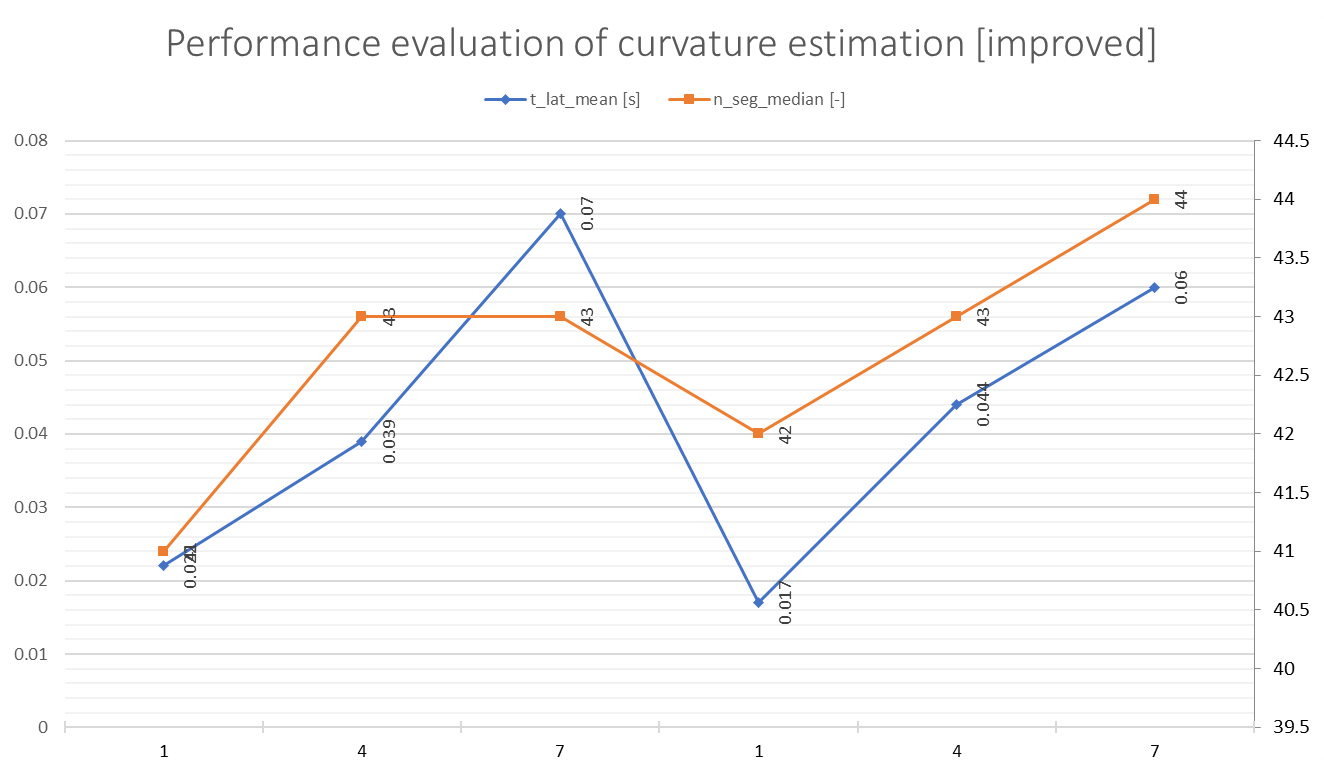 Performance evaluation of curvature estimation [improved]
t_lat_mean [s] n_seg_median [-]
0.08 44.5
0.07 44
0.06 43.5
0.05 43
0.04 42.5
0.03 42
0.02 41.5
0.01 41
0 40.5
40
39.5
0.022 0.039 0.07 0.017 0.044 0.06
41 43 43 42 43 44
1 4 7 1 4 7